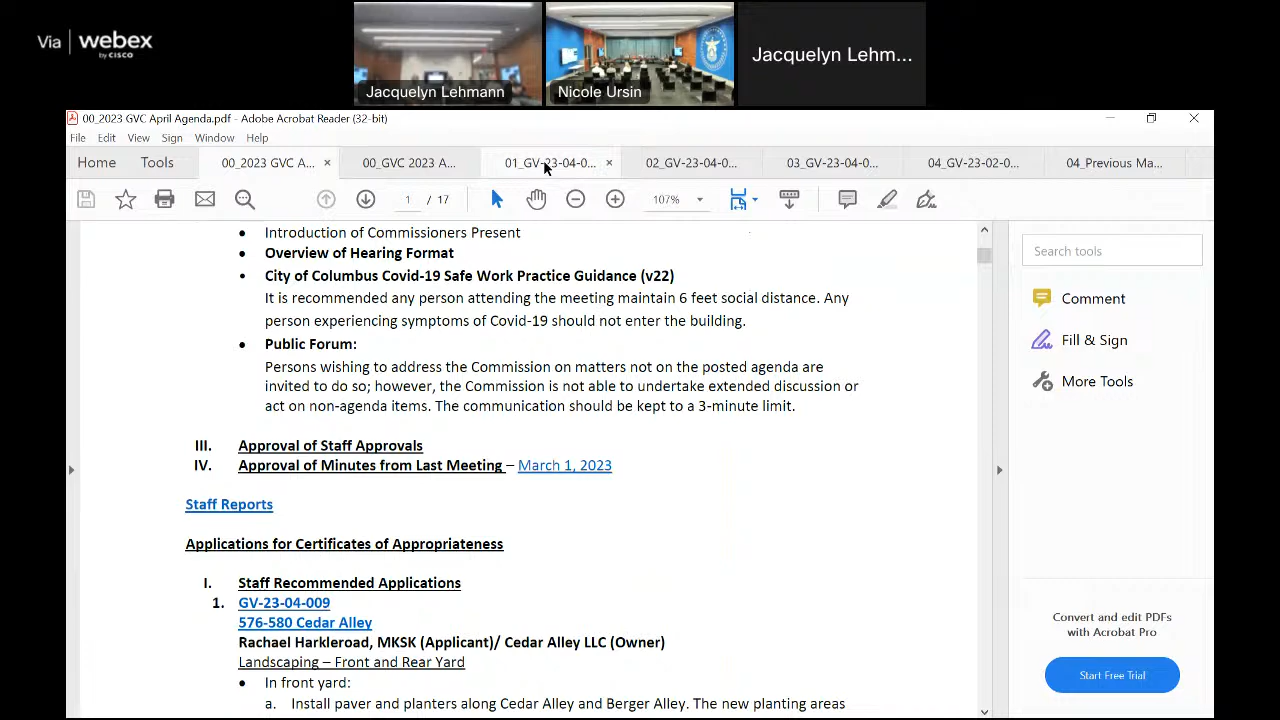 Via webex
by CISCO
Jacquelyn Lehmann
Nicole Ursin
Jacquelyn Lehm...
00_2023 GVC April Agenda.pdf - Adobe Acrobat Reader (32-bit)
File Edit View Sign Window Help
Home Tools 00_2023 GVC A... × 00_GVC 2023 A... 01_GV-23-04-0... × 02_GV-23-04-0... 03_GV-23-04-0... 04_GV-23-02-0... 04_Previous Ma...
1 / 17 107%
• Introduction of Commissioners Present
• Overview of Hearing Format
• City of Columbus Covid-19 Safe Work Practice Guidance (v22)
It is recommended any person attending the meeting maintain 6 feet social distance. Any
person experiencing symptoms of Covid-19 should not enter the building.
• Public Forum:
Persons wishing to address the Commission on matters not on the posted agenda are
invited to do so; however, the Commission is not able to undertake extended discussion or
act on non-agenda items. The communication should be kept to a 3-minute limit.
III. Approval of Staff Approvals
IV. Approval of Minutes from Last Meeting – March 1, 2023
Staff Reports
Applications for Certificates of Appropriateness
I. Staff Recommended Applications
1. GV-23-04-009
576-580 Cedar Alley
Rachael Harkleroad, MKSK (Applicant)/ Cedar Alley LLC (Owner)
Landscaping – Front and Rear Yard
• In front yard:
a. Install paver and planters along Cedar Alley and Berger Alley. The new planting areas
Search tools
Comment
Fill & Sign
More Tools
Convert and edit PDFs
with Acrobat Pro
Start Free Trial